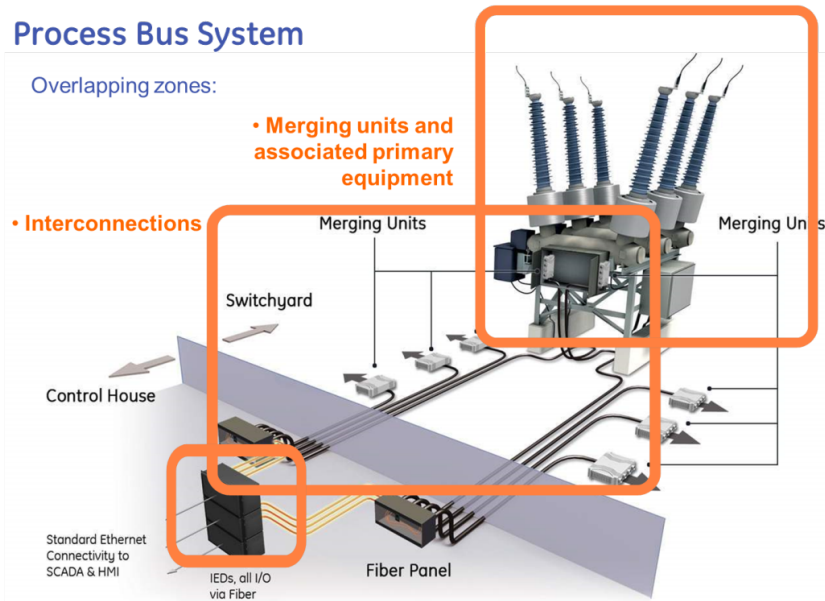 Process Bus System
Overlapping zones:
• Merging units and
associated primary
equipment
• Interconnections
Merging Units
Merging Units
Switchyard
Control House
Standard Ethernet
Connectivity to
SCADA & HMI
IEDs, all I/O
via Fiber
Fiber Panel